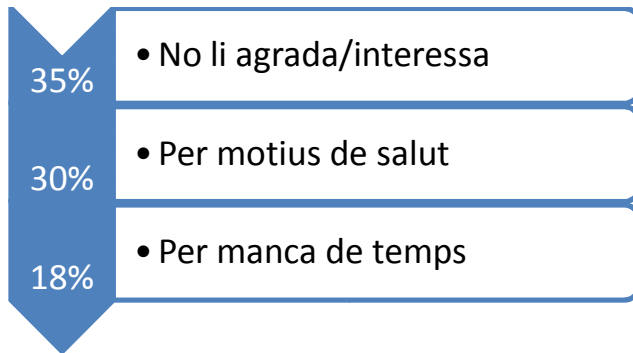 35%
• No li agrada/interessa
30%
• Per motius de salut
18%
• Per manca de temps